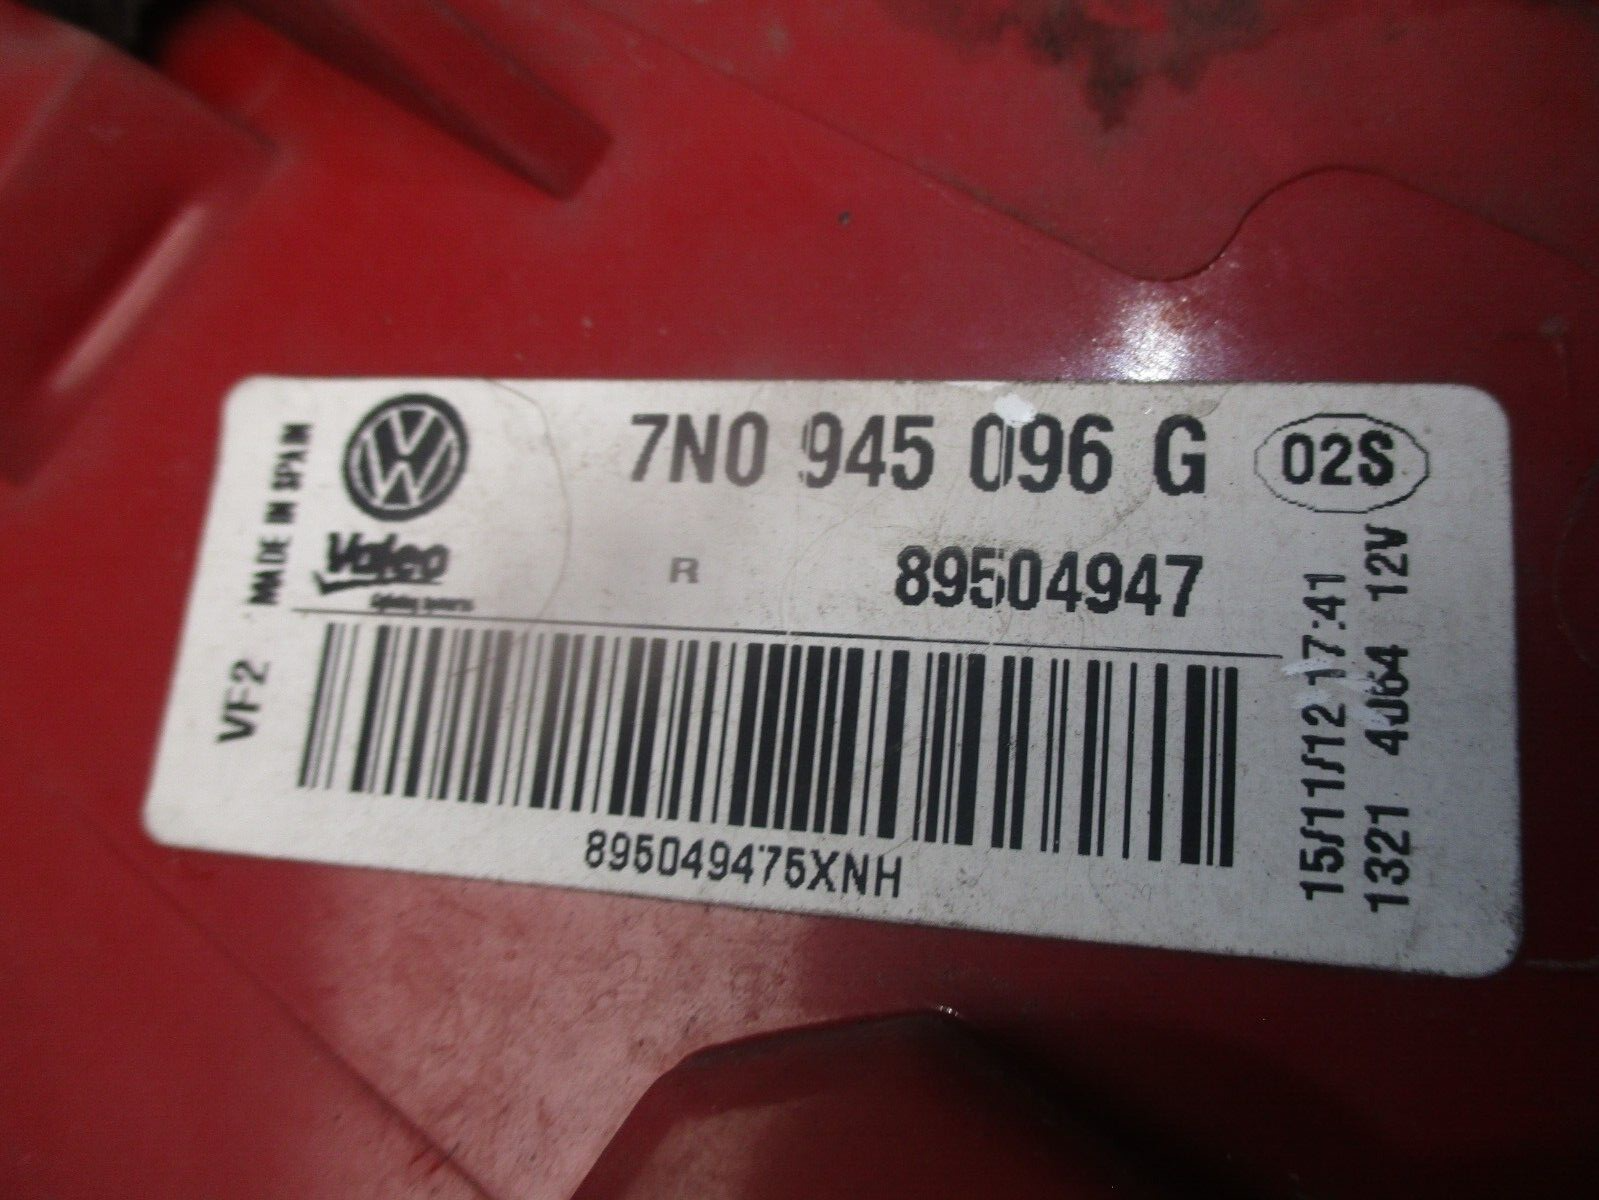 7N0 945 096 G
02S
Valeo
R
89504947
895049475XNH
MADE IN SPAIN
VF2
15/11/12 17:41
1321 4J64 12V